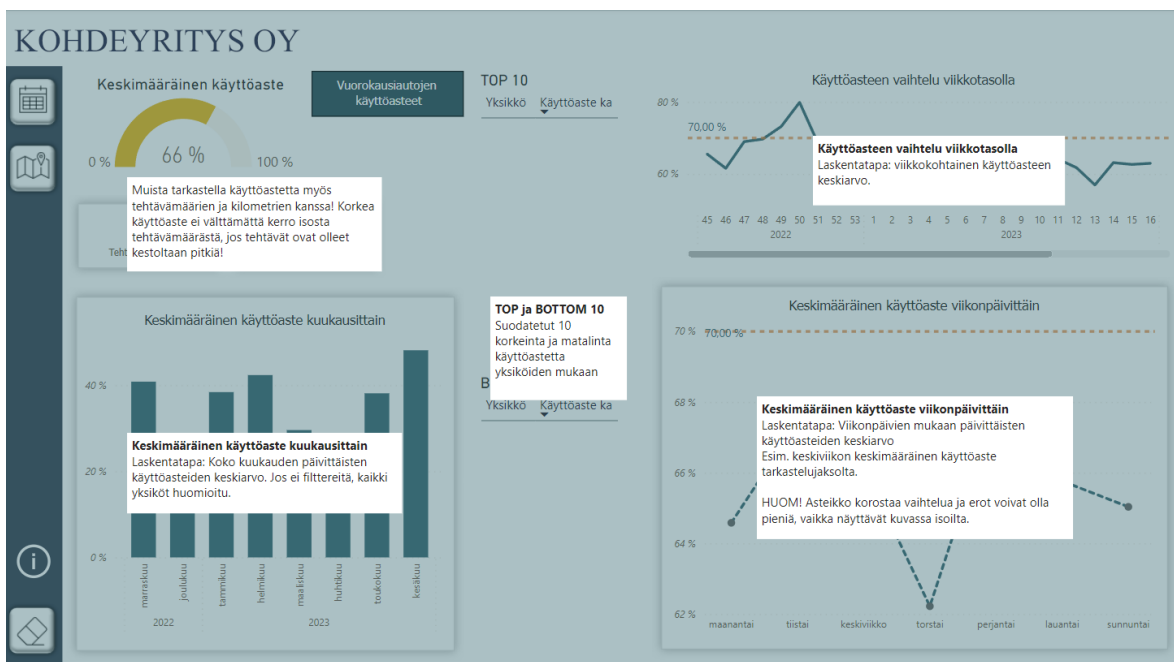 KOHDEYRITYS OY
Keskimääräinen käyttöaste
66 %
0 %
100 %
Vuorokausiautojen
käyttöasteet
TOP 10
Yksikkö Käyttöaste ka
Käyttöasteen vaihtelu viikkotasolla
80 %
70,00 %
60 %
Käyttöasteen vaihtelu viikkotasolla
Laskentatapa: viikkokohtainen käyttöasteen
keskiarvo.
45 46 47 48 49 50 51 52 53 1 2 3 4 5 6 7 8 9 10 11 12 13 14 15 16
2022 2023
Muista tarkastella käyttöastetta myös
tehtävämäärien ja kilometrien kanssa! Korkea
käyttöaste ei välttämättä kerro isosta
tehtävämäärästä, jos tehtävät ovat olleet
kestoltaan pitkiä!
Keskimääräinen käyttöaste kuukausittain
40 %
20 %
0 %
Keskimääräinen käyttöaste kuukausittain
Laskentatapa: Koko kuukauden päivittäisten
käyttöasteiden keskiarvo. Jos ei filttereitä, kaikki
yksiköt huomioitu.
marraskuu joulukuu tammikuu helmikuu maaliskuu huhtikuu toukokuu kesäkuu
2022 2023
TOP ja BOTTOM 10
Suodatetut 10
korkeinta ja matalinta
käyttöastetta
yksiköiden mukaan
Yksikkö Käyttöaste ka
Keskimääräinen käyttöaste viikonpäivittäin
70 %
70,00 %
68 %
66 %
64 %
62 %
Keskimääräinen käyttöaste viikonpäivittäin
Laskentatapa: Viikonpäivien mukaan päivittäisten
käyttöasteiden keskiarvo
Esim. keskiviikon keskimääräinen käyttöaste
tarkastelujaksolta.
HUOM! Asteikko korostaa vaihtelua ja erot voivat olla
pieniä, vaikka näyttävät kuvassa isoilta.
maanantai tiistai keskiviikko torstai perjantai lauantai sunnuntai